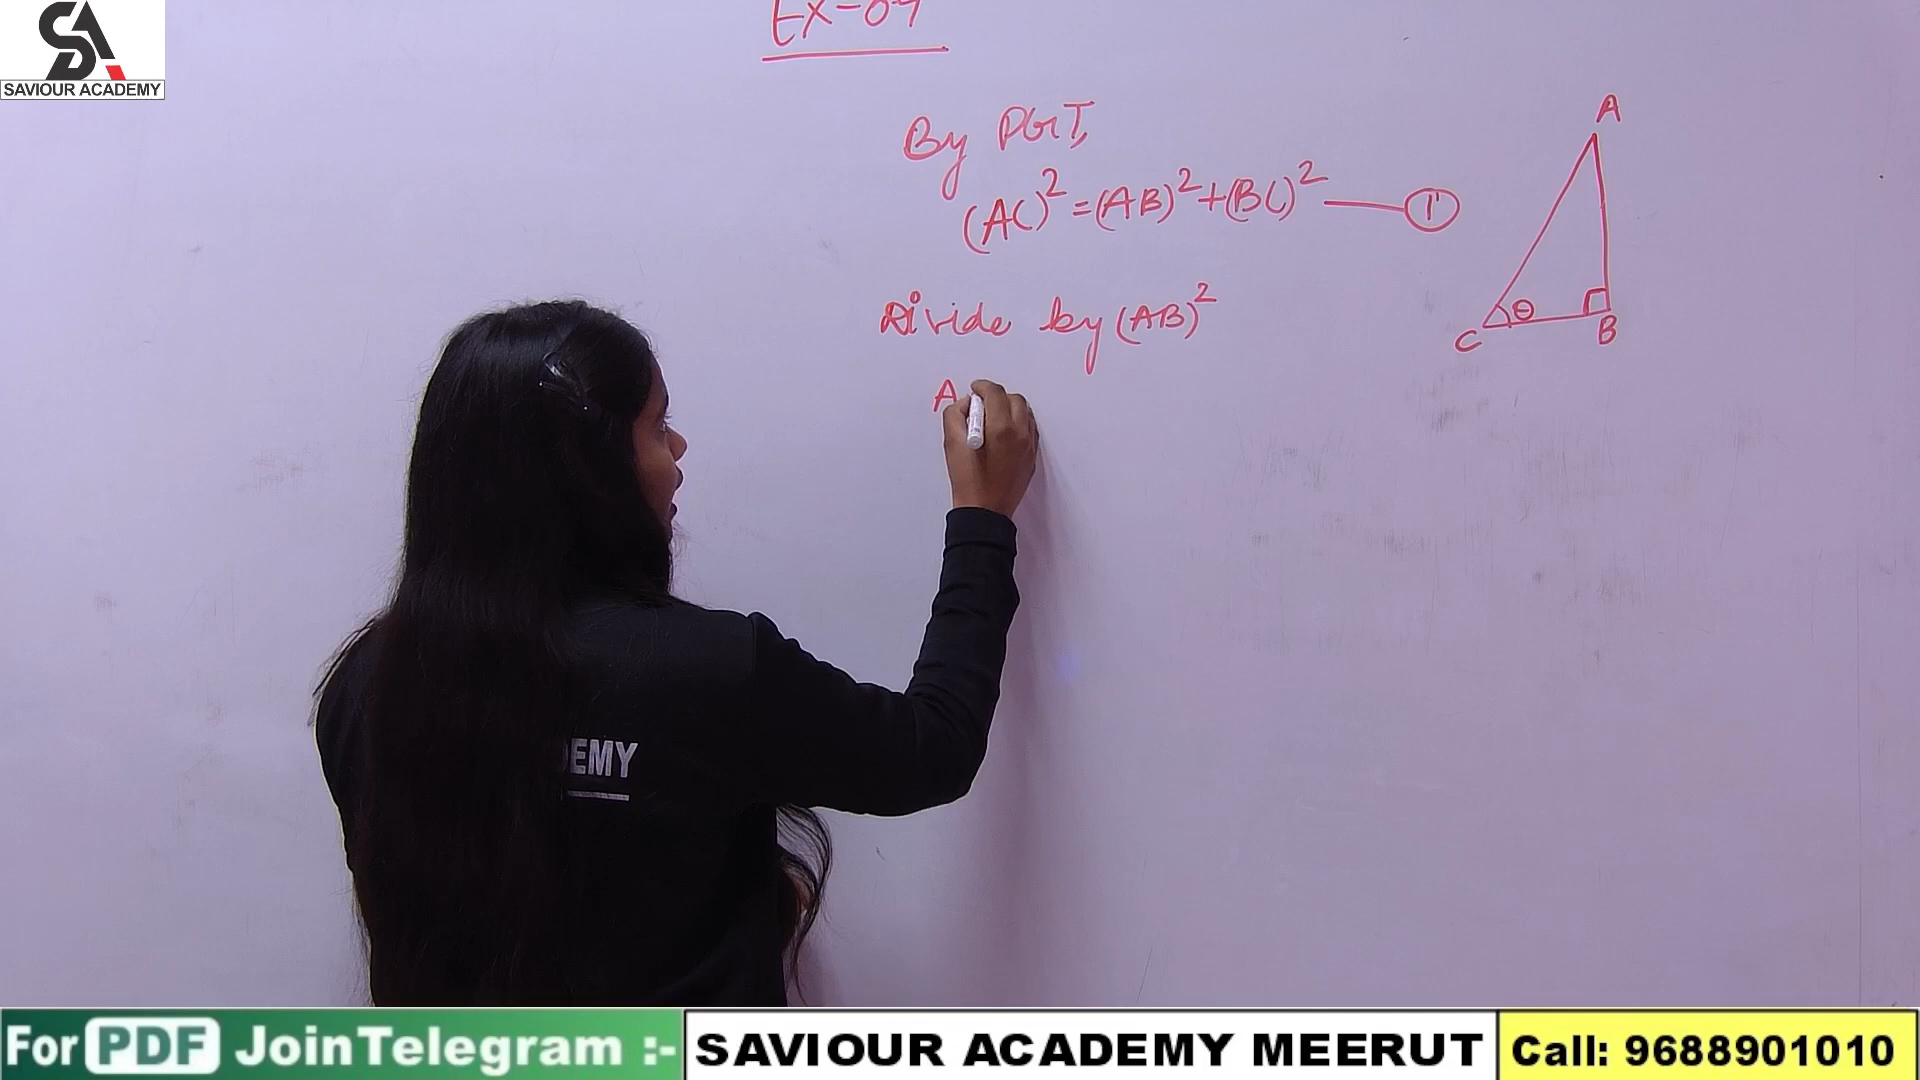 SA
SAVIOUR ACADEMY
By PGT,
(AC)² = (AB)² + (BC)² —— ①
Divide by (AB)²
A
A
θ
C
B
EMY
For PDF Join Telegram :-
SAVIOUR ACADEMY MEERUT
Call: 9688901010